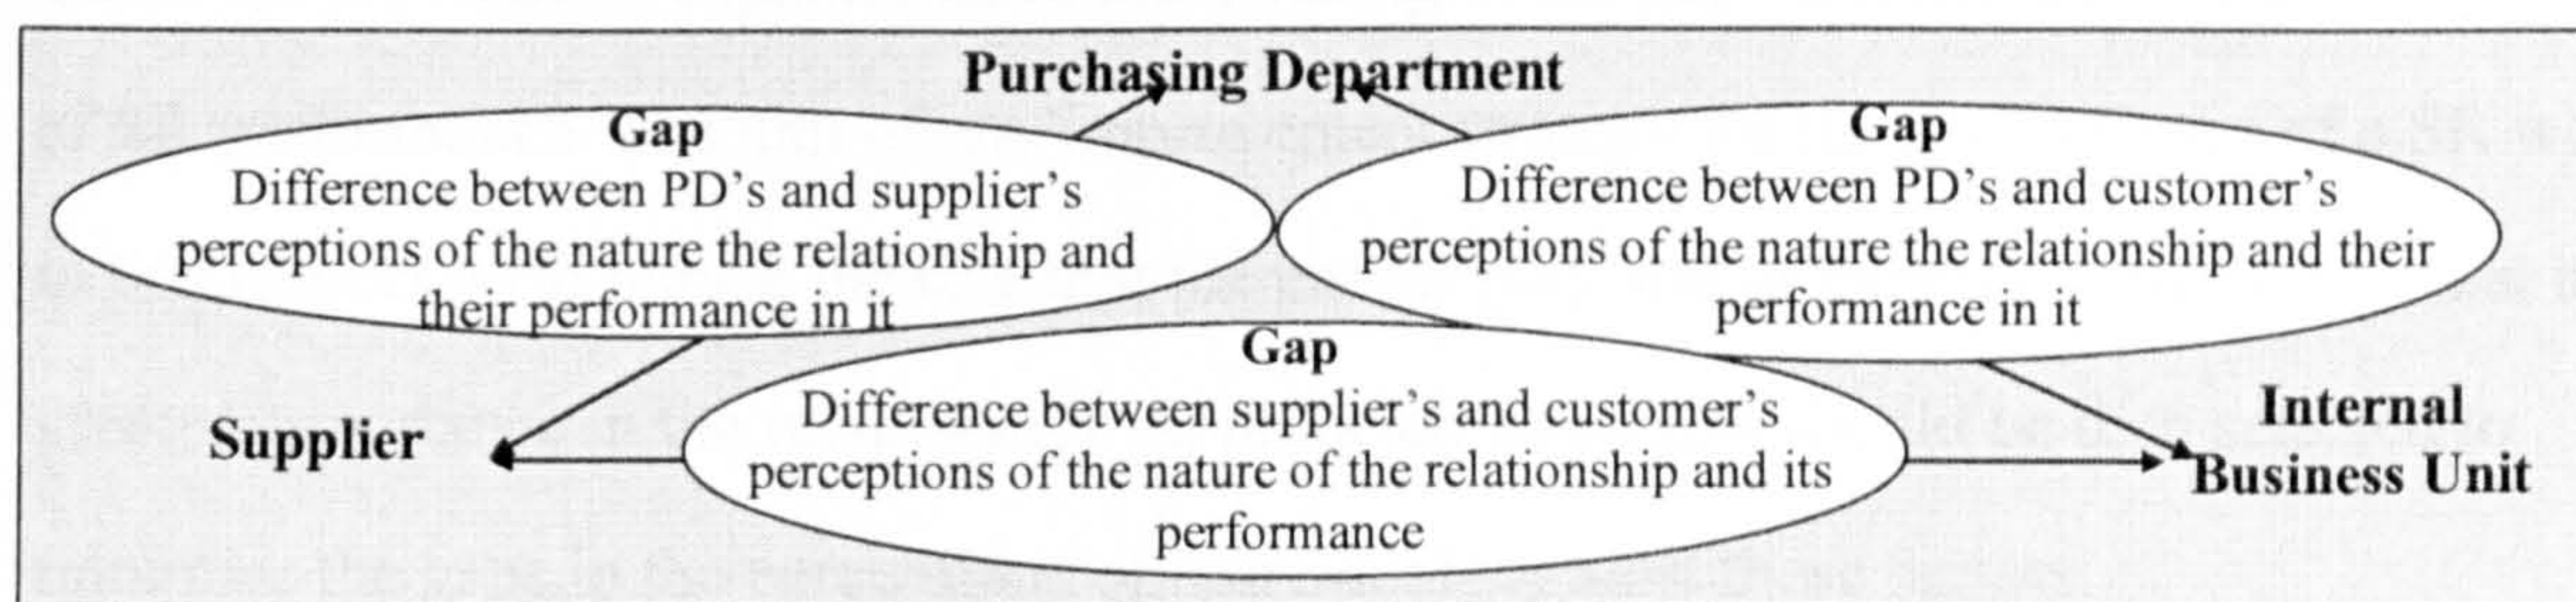 Purchasing Department
Gap
Difference between PD's and supplier's
perceptions of the nature the relationship and
their performance in it
Gap
Difference between PD's and customer's
perceptions of the nature the relationship and their
performance in it
Gap
Difference between supplier's and customer's
perceptions of the nature of the relationship and its
performance
Supplier
Internal
Business Unit